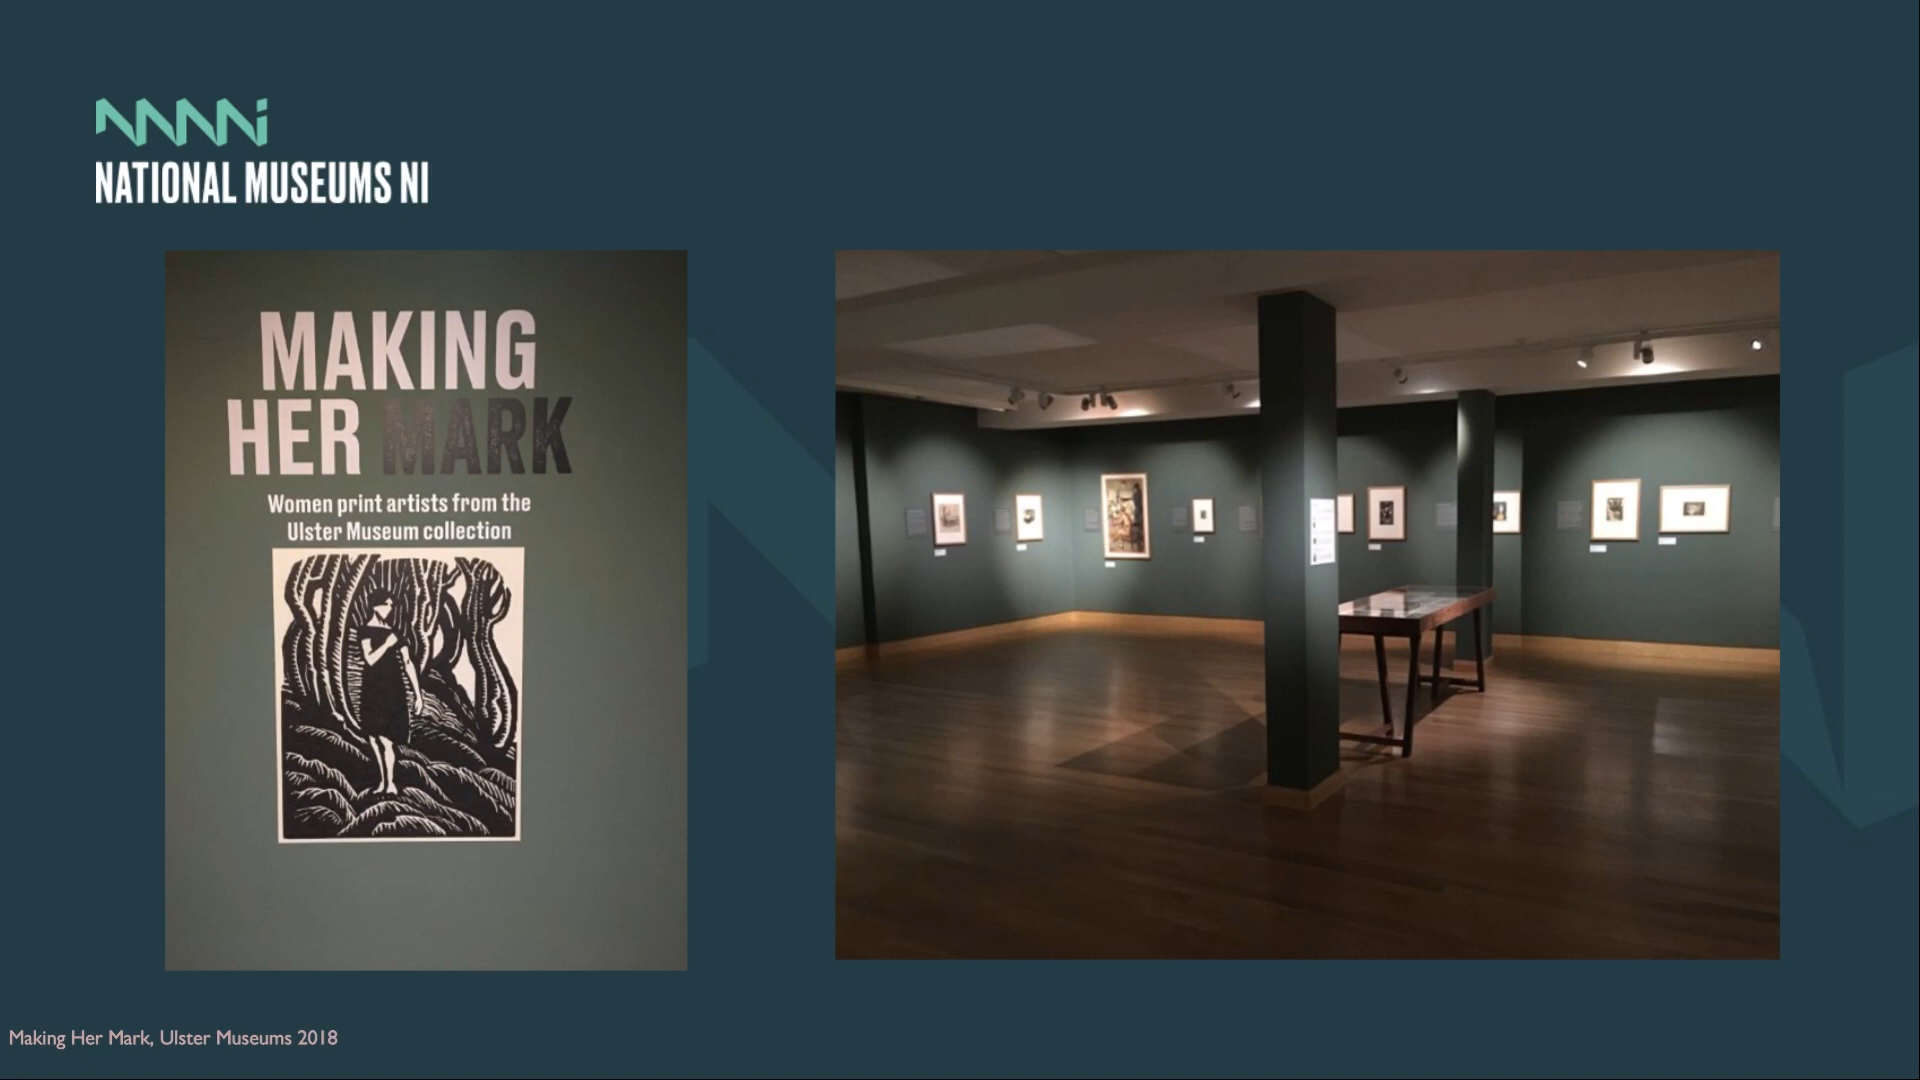 NATIONAL MUSEUMS NI
MAKING
HER MARK
Women print artists from the
Ulster Museum collection
Making Her Mark, Ulster Museums 2018